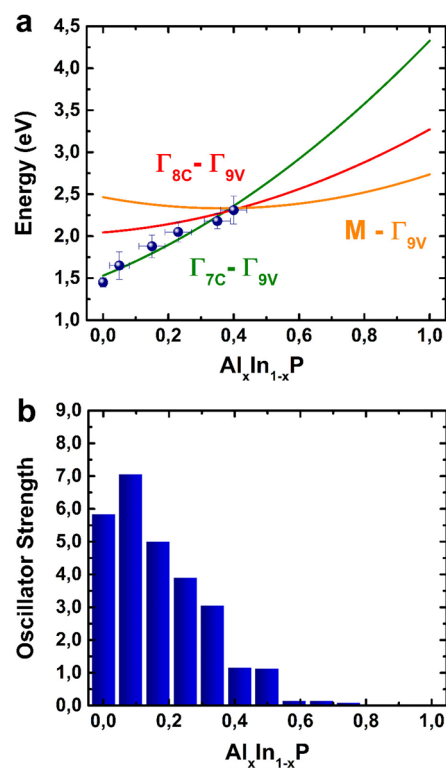 a
4,5
4,0
3,5
3,0
2,5
2,0
1,5
1,0
Energy (eV)
Γ8C- Γ9V
M - Γ9V
Γ7C- Γ9V
0,0 0,2 0,4 0,6 0,8 1,0
AlxIn1-xP
b
9,0
8,0
7,0
6,0
5,0
4,0
3,0
2,0
1,0
0,0
Oscillator Strength
0,0 0,2 0,4 0,6 0,8 1,0
AlxIn1-xP